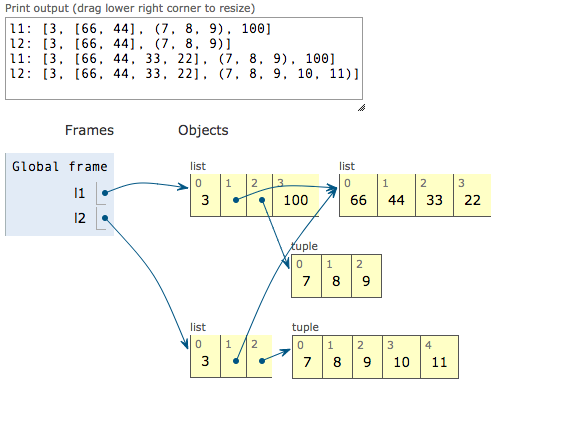 Print output (drag lower right corner to resize)
l1: [3, [66, 44], (7, 8, 9), 100]
l2: [3, [66, 44], (7, 8, 9)]
l1: [3, [66, 44, 33, 22], (7, 8, 9), 100]
l2: [3, [66, 44, 33, 22], (7, 8, 9, 10, 11)]
Frames Objects
Global frame
l1
l2
list
0 1 2 3
3 100
list
0 1 2 3
66 44 33 22
tuple
0 1 2
7 8 9
list
0 1 2
3
tuple
0 1 2 3 4
7 8 9 10 11